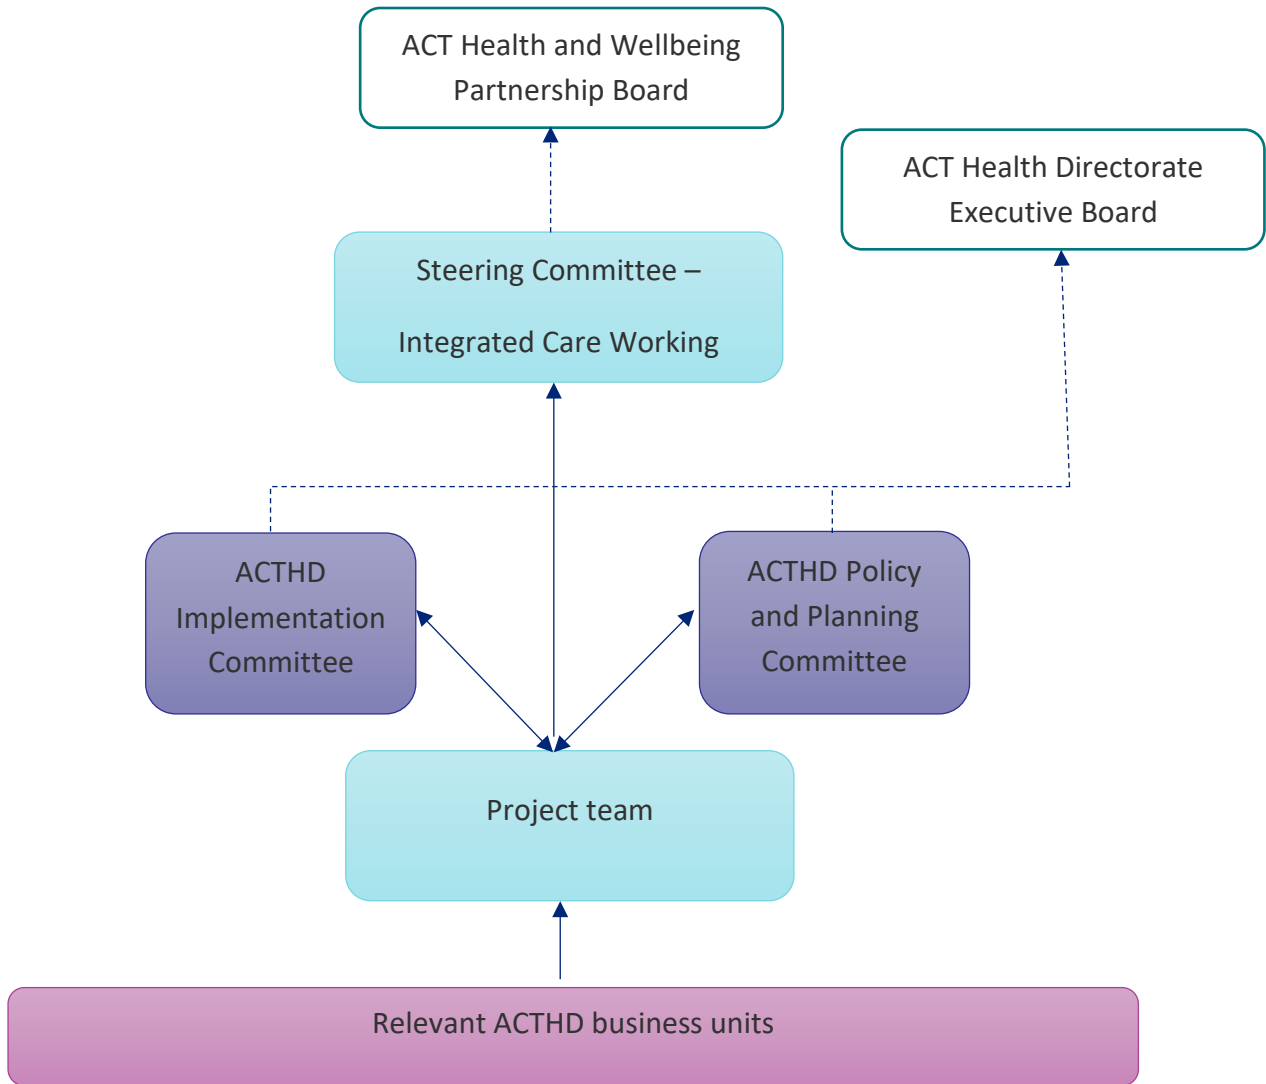 ACT Health and Wellbeing
Partnership Board
ACT Health Directorate
Executive Board
Steering Committee –
Integrated Care Working
ACTHD
Implementation
Committee
ACTHD Policy
and Planning
Committee
Project team
Relevant ACTHD business units